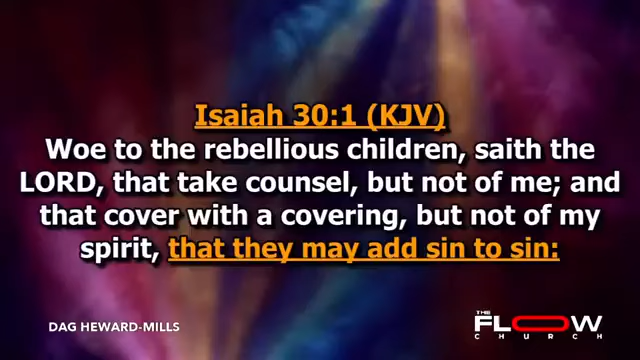 Isaiah 30:1 (KJV)
Woe to the rebellious children, saith the
LORD, that take counsel, but not of me; and
that cover with a covering, but not of my
spirit, that they may add sin to sin:
DAG HEWARD-MILLS
THE
FLOW
CHURCH